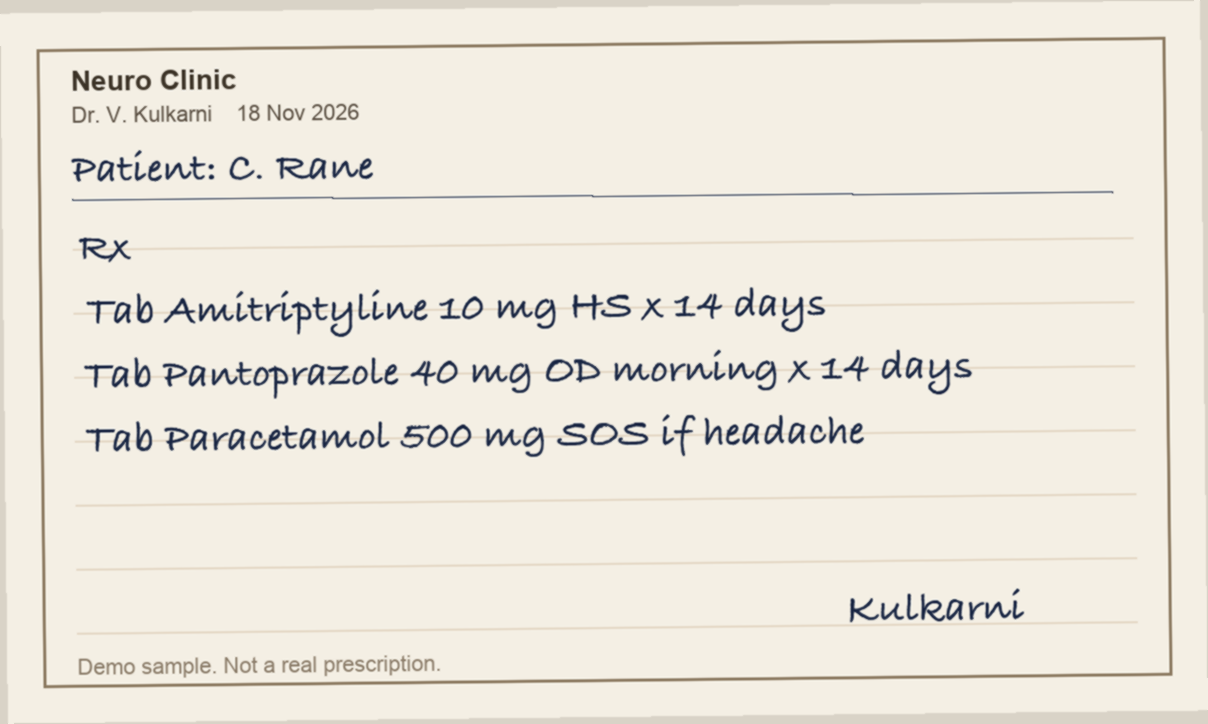 Neuro Clinic
Dr. V. Kulkarni 18 Nov 2026
Patient: C. Rane
Rx
Tab Amitriptyline 10 mg HS x 14 days
Tab Pantoprazole 40 mg OD morning x 14 days
Tab Paracetamol 500 mg SOS if headache
Kulkarni
Demo sample. Not a real prescription.